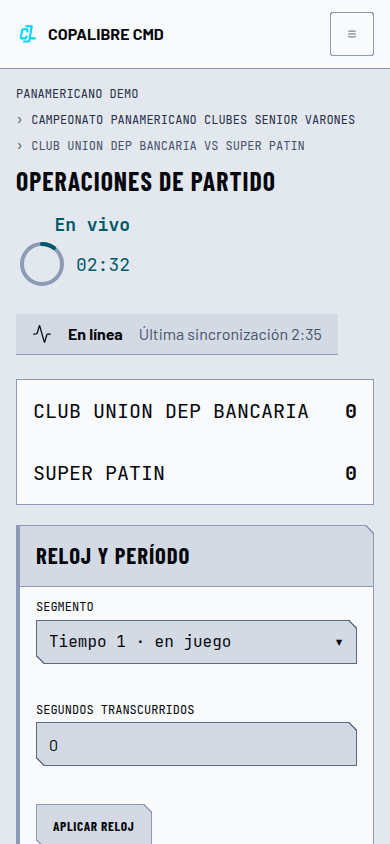 COPALIBRE CMD
PANAMERICANO DEMO
› CAMPEONATO PANAMERICANO CLUBES SENIOR VARONES
› CLUB UNION DEP BANCARIA VS SUPER PATIN
OPERACIONES DE PARTIDO
En vivo
02:32
En línea Última sincronización 2:35
CLUB UNION DEP BANCARIA 0
SUPER PATIN 0
RELOJ Y PERÍODO
SEGMENTO
Tiempo 1 · en juego
SEGUNDOS TRANSCURRIDOS
0
APLICAR RELOJ